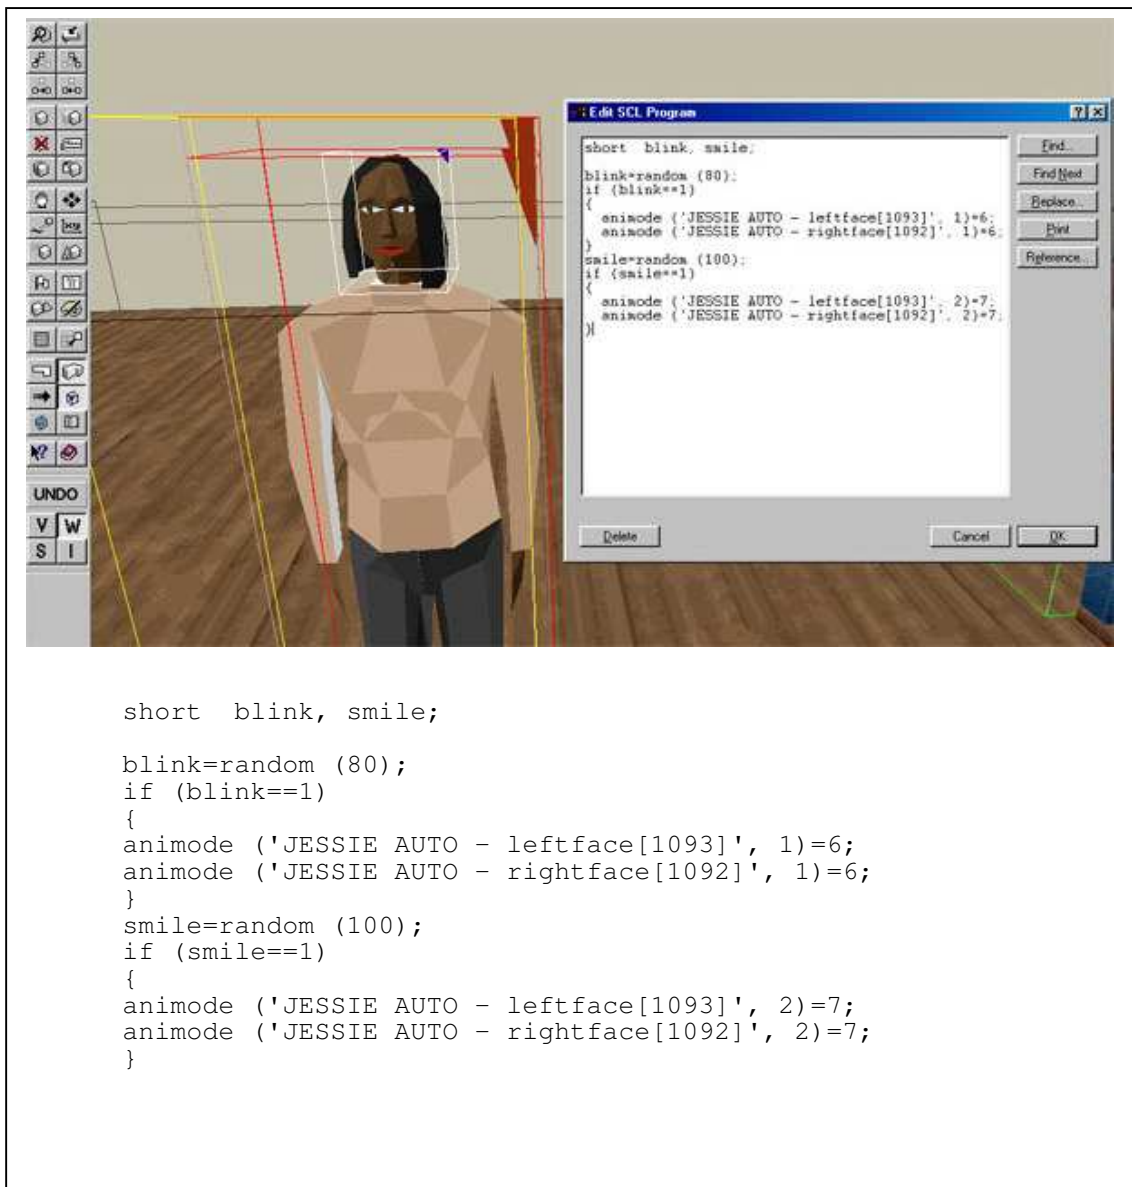 Edit SCL Program
short blink, smile;
blink=random (80);
if (blink==1)
{
animode ('JESSIE AUTO - leftface[1093]', 1)=6;
animode ('JESSIE AUTO - rightface[1092]', 1)=6;
}
smile=random (100);
if (smile==1)
{
animode ('JESSIE AUTO - leftface[1093]', 2)=7;
animode ('JESSIE AUTO - rightface[1092]', 2)=7;
}
Find...
Find Next
Replace...
Print
Reference...
Delete
Cancel
OK
UNDO
V W
S I
short blink, smile;
blink=random (80);
if (blink==1)
{
animode ('JESSIE AUTO – leftface[1093]', 1)=6;
animode ('JESSIE AUTO – rightface[1092]', 1)=6;
}
smile=random (100);
if (smile==1)
{
animode ('JESSIE AUTO – leftface[1093]', 2)=7;
animode ('JESSIE AUTO – rightface[1092]', 2)=7;
}